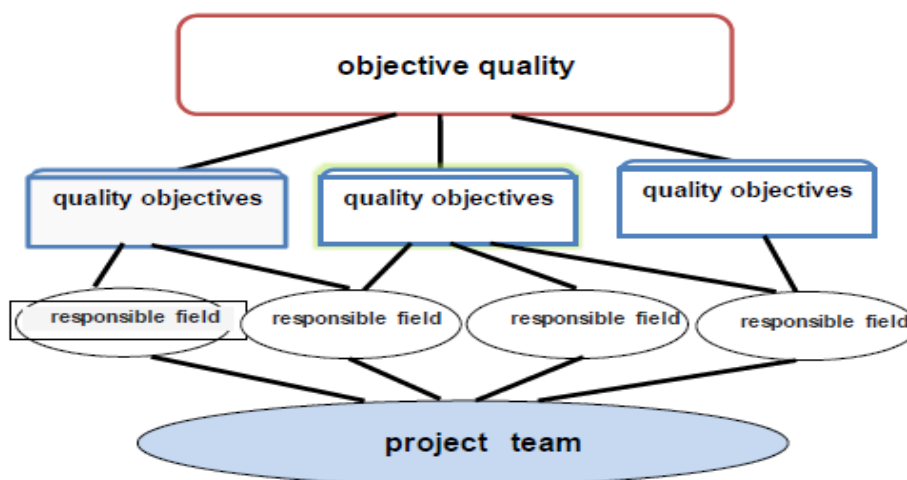 objective quality
quality objectives
quality objectives
quality objectives
responsible field
responsible field
responsible field
responsible field
project team